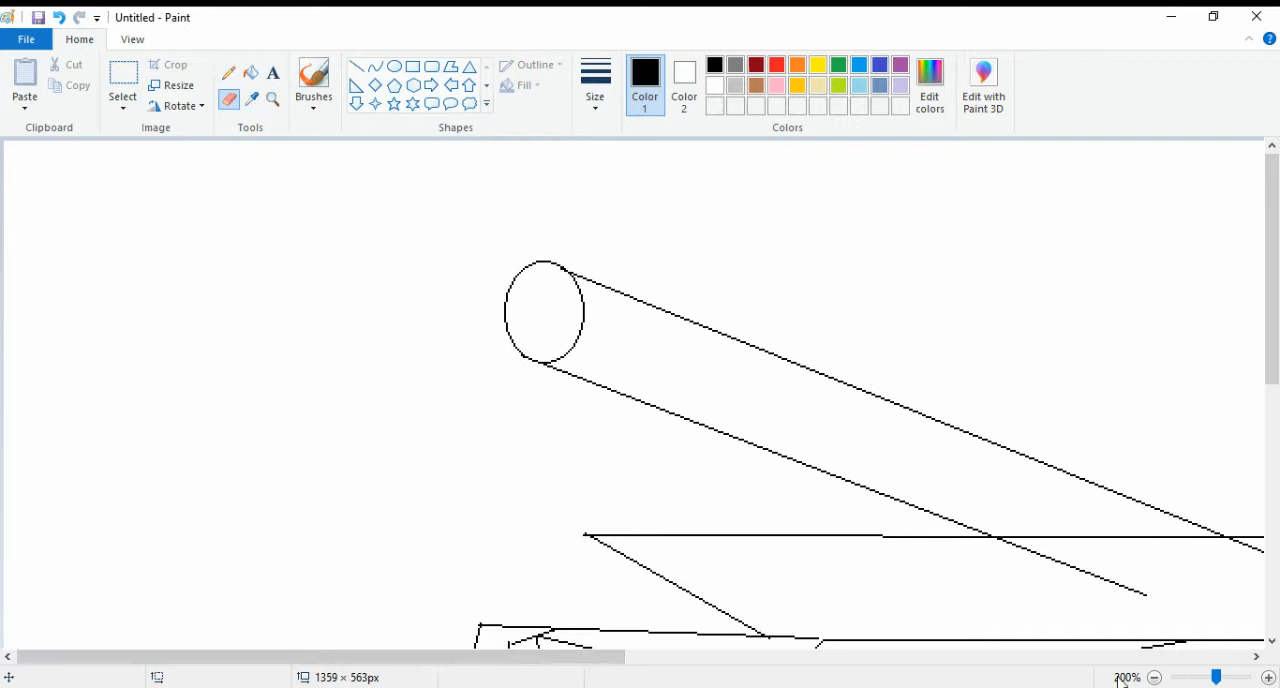 Untitled - Paint
File Home View
Paste
Cut
Copy
Clipboard
Select
Crop
Resize
Rotate
Image
A
Tools
Brushes
Shapes
Outline
Fill
Size
Color 1
Color 2
Edit colors
Colors
Edit with Paint 3D
1359 × 563px
200%